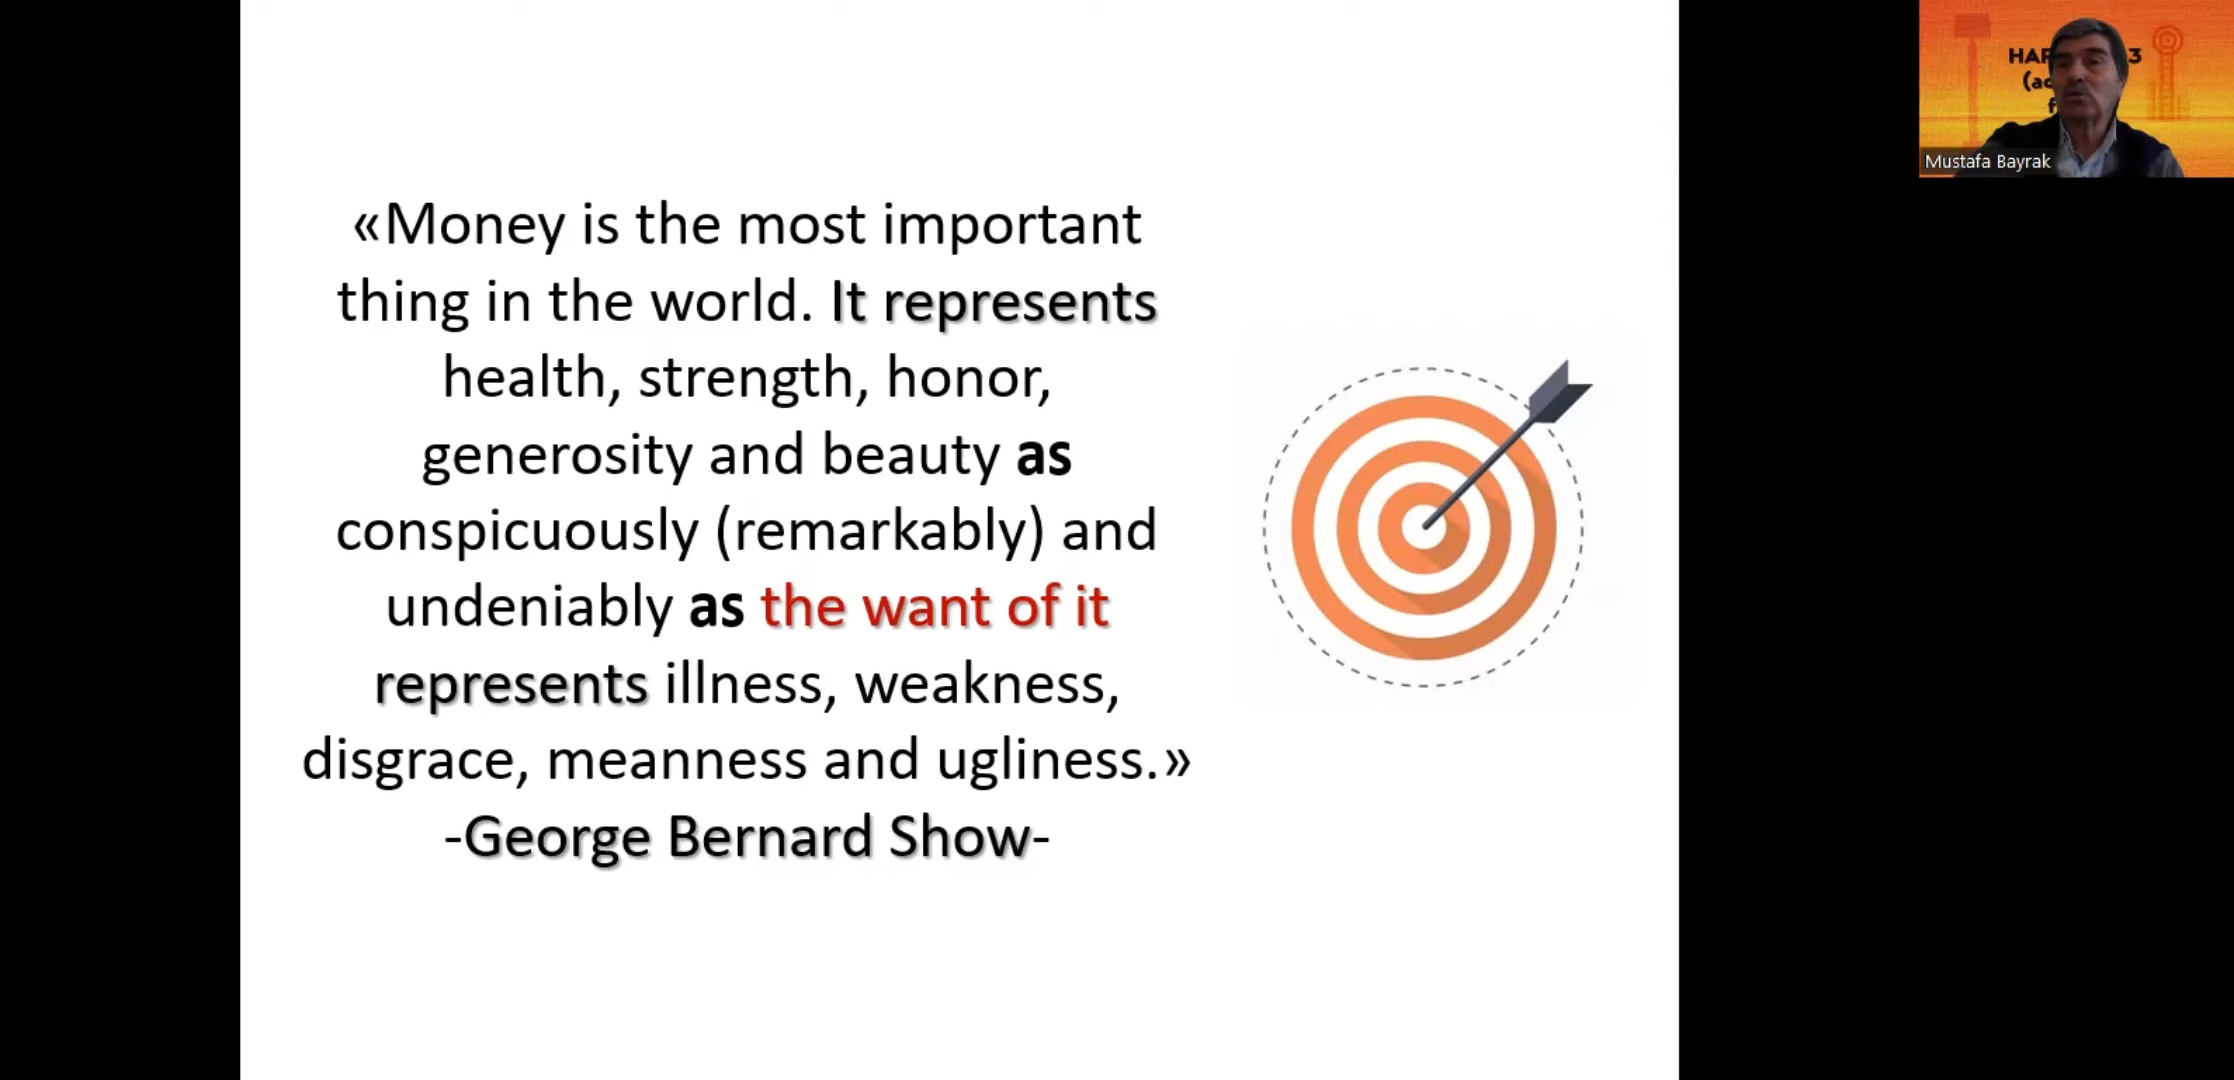 «Money is the most important
thing in the world. It represents
health, strength, honor,
generosity and beauty as
conspicuously (remarkably) and
undeniably as the want of it
represents illness, weakness,
disgrace, meanness and ugliness.»
-George Bernard Show-
3
Mustafa Bayrak